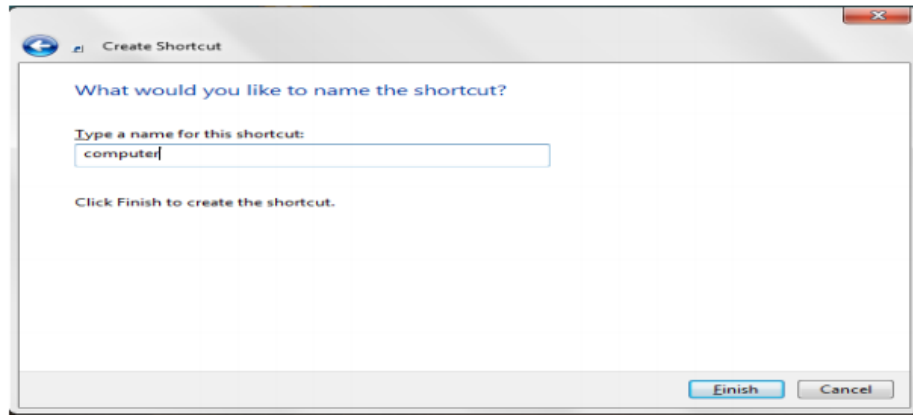 Create Shortcut
What would you like to name the shortcut?
Type a name for this shortcut:
computer
Click Finish to create the shortcut.
Finish Cancel